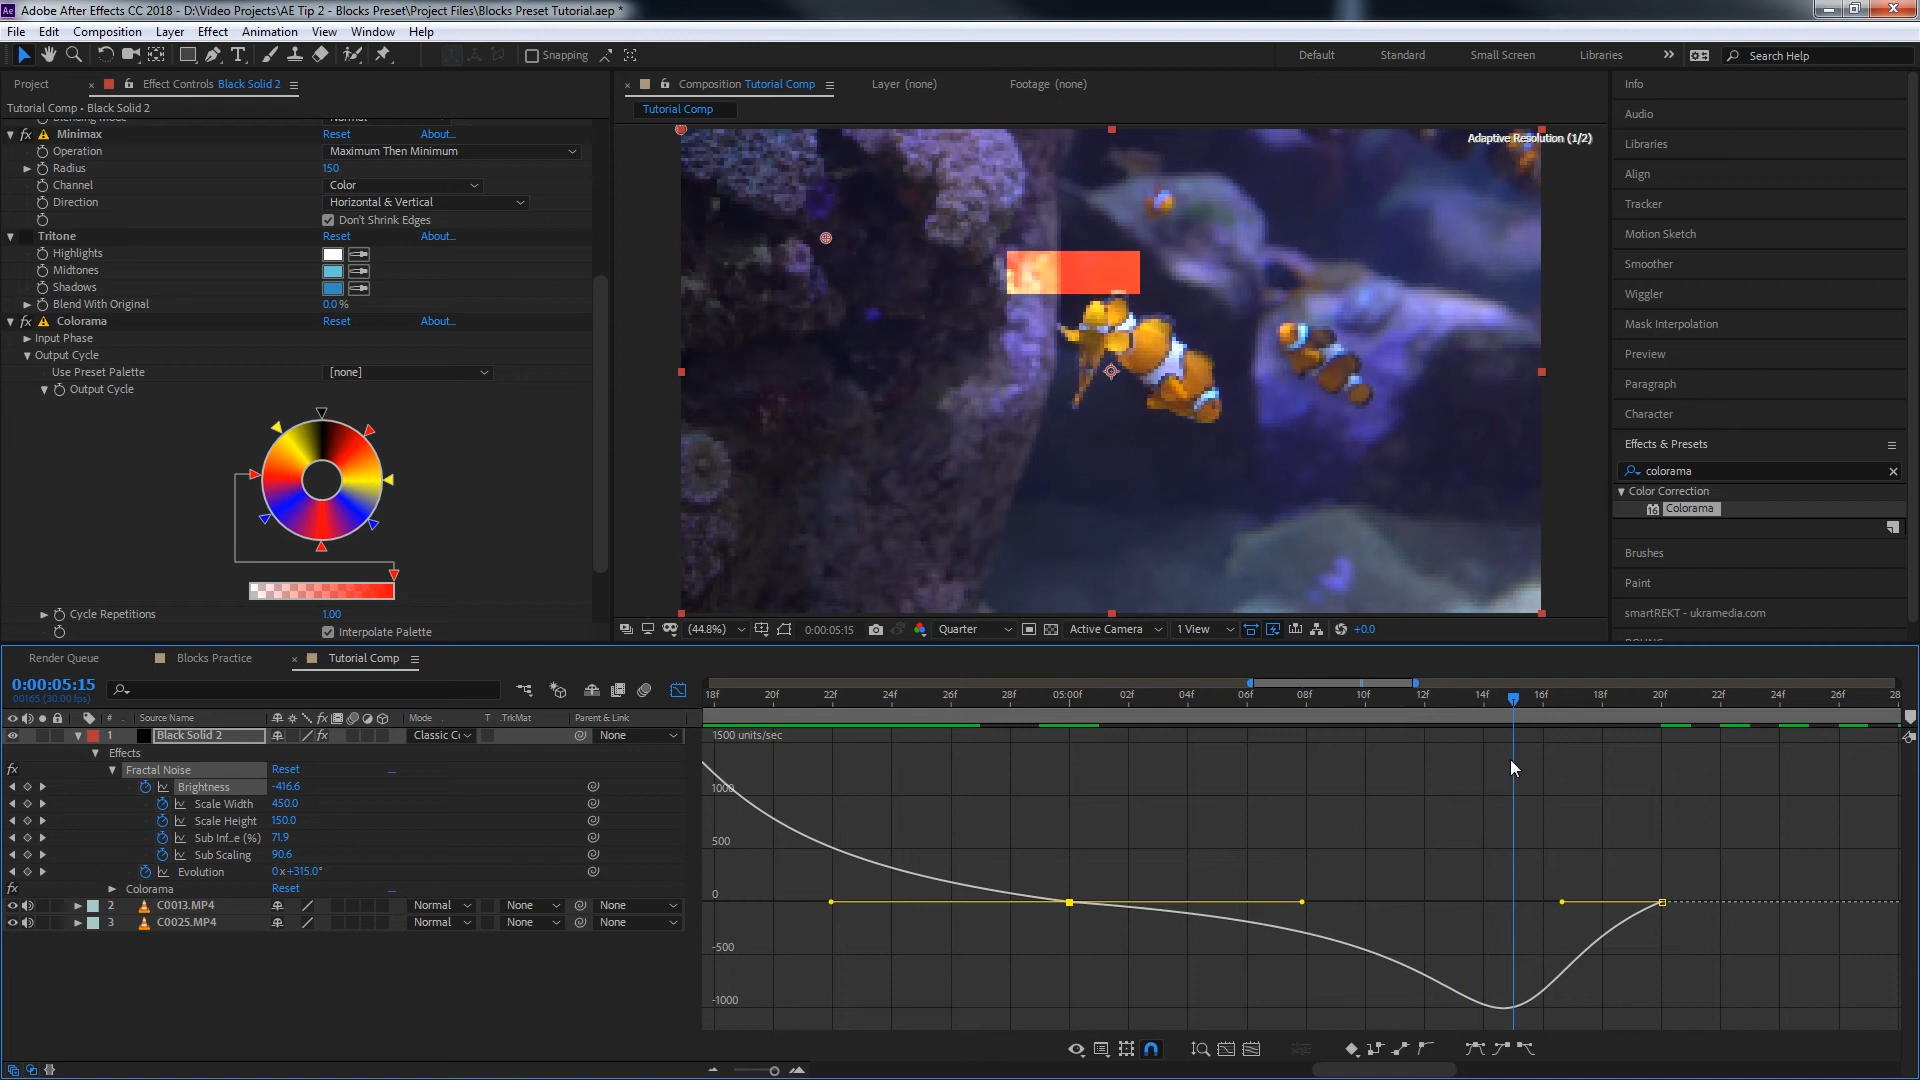 Ae Adobe After Effects CC 2018 - D:\Video Projects\AE Tip 2 - Blocks Preset\Project Files\Blocks Preset Tutorial.aep *
File Edit Composition Layer Effect Animation View Window Help
Snapping Default Standard Small Screen Libraries Search Help
Project Effect Controls Black Solid 2
Tutorial Comp • Black Solid 2
fx Minimax Reset About...
Operation Maximum Then Minimum
Radius 150
Channel Color
Direction Horizontal & Vertical
Don't Shrink Edges
Tritone Reset About...
Highlights
Midtones
Shadows
Blend With Original 0.0 %
fx Colorama Reset About...
Input Phase
Output Cycle
Use Preset Palette [none]
Output Cycle
Cycle Repetitions 1.00
Interpolate Palette
Composition Tutorial Comp Layer (none) Footage (none)
Tutorial Comp
Adaptive Resolution (1/2)
(44.8%) 0:00:05:15 Quarter Active Camera 1 View +0.0
Info
Audio
Libraries
Align
Tracker
Motion Sketch
Smoother
Wiggler
Mask Interpolation
Preview
Paragraph
Character
Effects & Presets
colorama
Color Correction
Colorama
Brushes
Paint
smartREKT - ukramedia.com
Render Queue Blocks Practice Tutorial Comp
0:00:05:15
00165 (30.00 fps)
# Source Name Mode T .TrkMat Parent & Link
1 Black Solid 2 Classic Cc None
Effects
fx Fractal Noise Reset
Brightness -416.6
Scale Width 450.0
Scale Height 150.0
Sub Inf...e (%) 71.9
Sub Scaling 90.6
Evolution 0x+315.0°
fx Colorama Reset
2 C0013.MP4 Normal None None
3 C0025.MP4 Normal None None
18f 20f 22f 24f 26f 28f 05:00f 02f 04f 06f 08f 10f 12f 14f 16f 18f 20f 22f 24f 26f 28
1500 units/sec
1000
500
0
-500
-1000